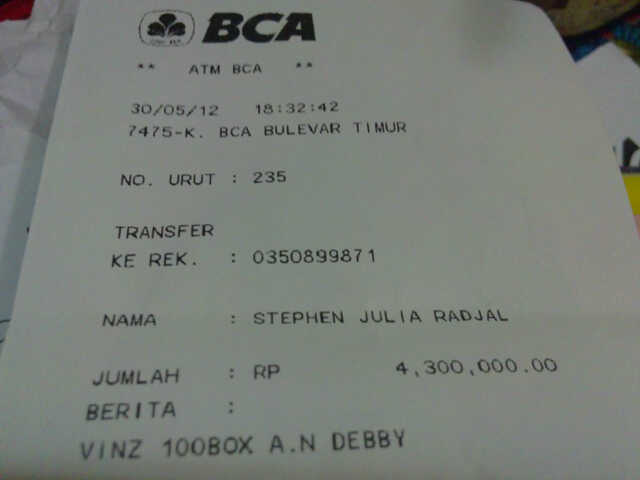 BCA
** ATM BCA **
30/05/12 18:32:42
7475-K. BCA BULEVAR TIMUR
NO. URUT : 235
TRANSFER
KE REK. : 0350899871
NAMA : STEPHEN JULIA RADJAL
JUMLAH : RP 4,300,000.00
BERITA :
VINZ 100BOX A.N DEBBY